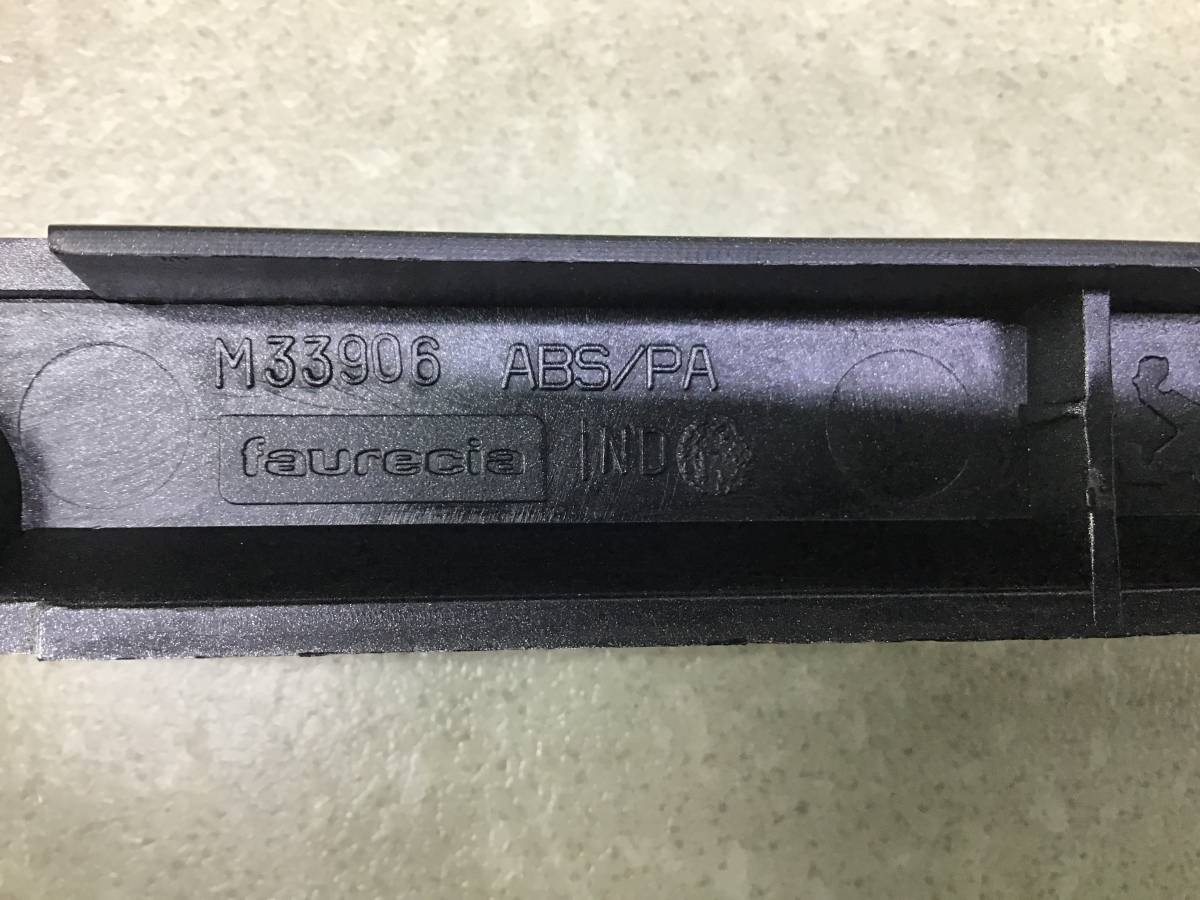 M33906 ABS/PA
faurecia IND